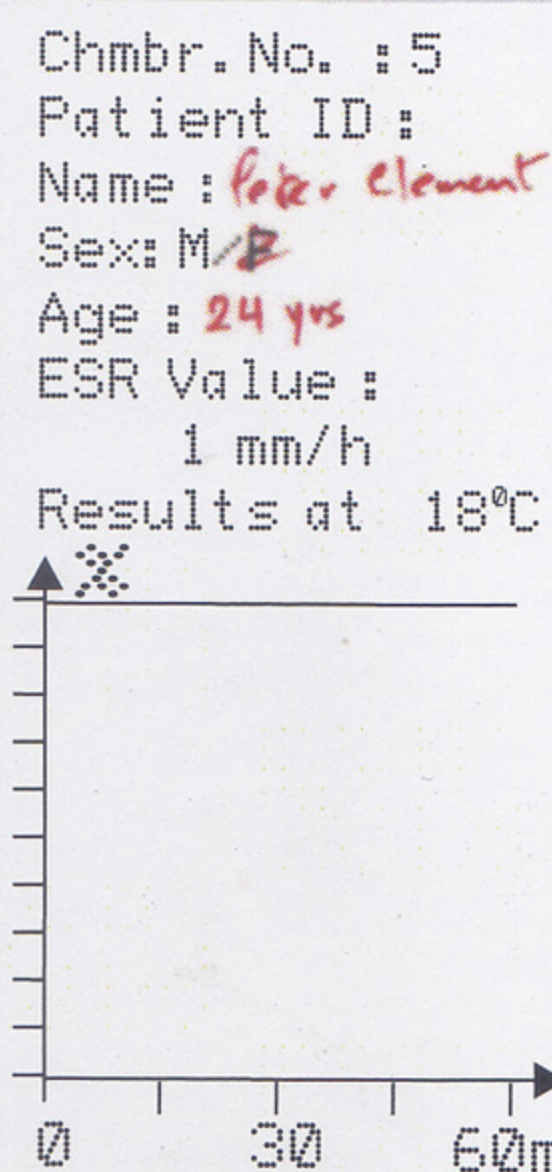 Chmbr. No. : 5
Patient ID :
Name : Peter Clement
Sex: M/F
Age : 24 yrs
ESR Value :
1 mm/h
Results at 18°C
%
0 30 60m